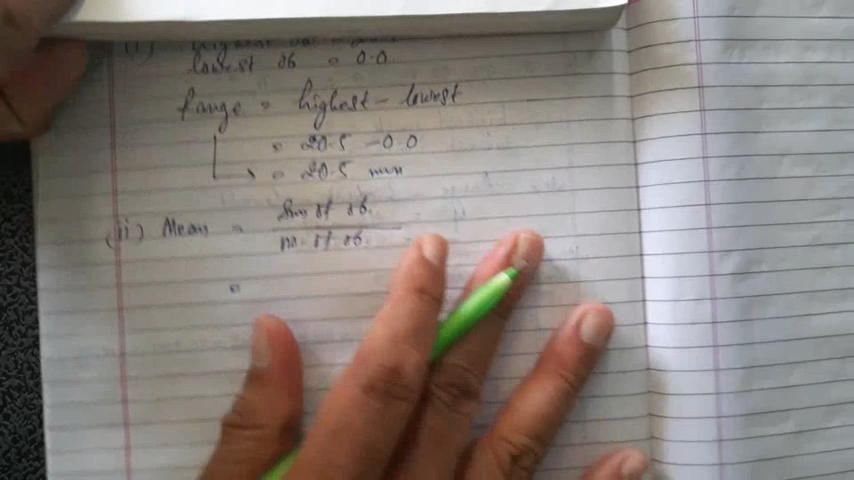 (i) highest
lowest ob = 0.0
Range = highest - lowest
= 20.5 - 0.0
= 20.5 mm
(ii) Mean = Sum of ob.
no. of ob.
=